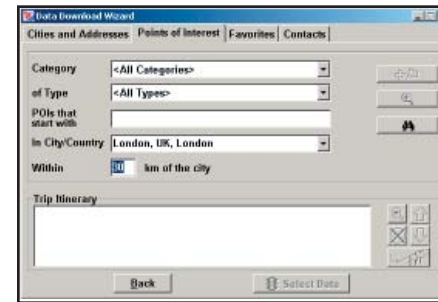 Data Download Wizard
Cities and Addresses Points of Interest Favorites Contacts
Category <All Categories>
of Type <All Types>
POIs that
start with
In City/Country London, UK, London
Within 30 km of the city
Trip Itinerary
Back Select Data